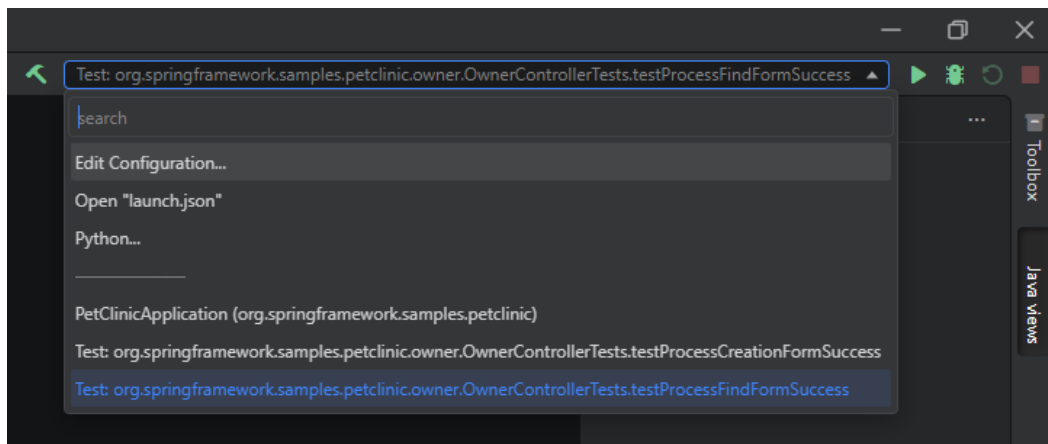 Test: org.springframework.samples.petclinic.owner.OwnerControllerTests.testProcessFindFormSuccess
search
Edit Configuration...
Open "launch.json"
Python...
PetClinicApplication (org.springframework.samples.petclinic)
Test: org.springframework.samples.petclinic.owner.OwnerControllerTests.testProcessCreationFormSuccess
Test: org.springframework.samples.petclinic.owner.OwnerControllerTests.testProcessFindFormSuccess
Toolbox
Java views